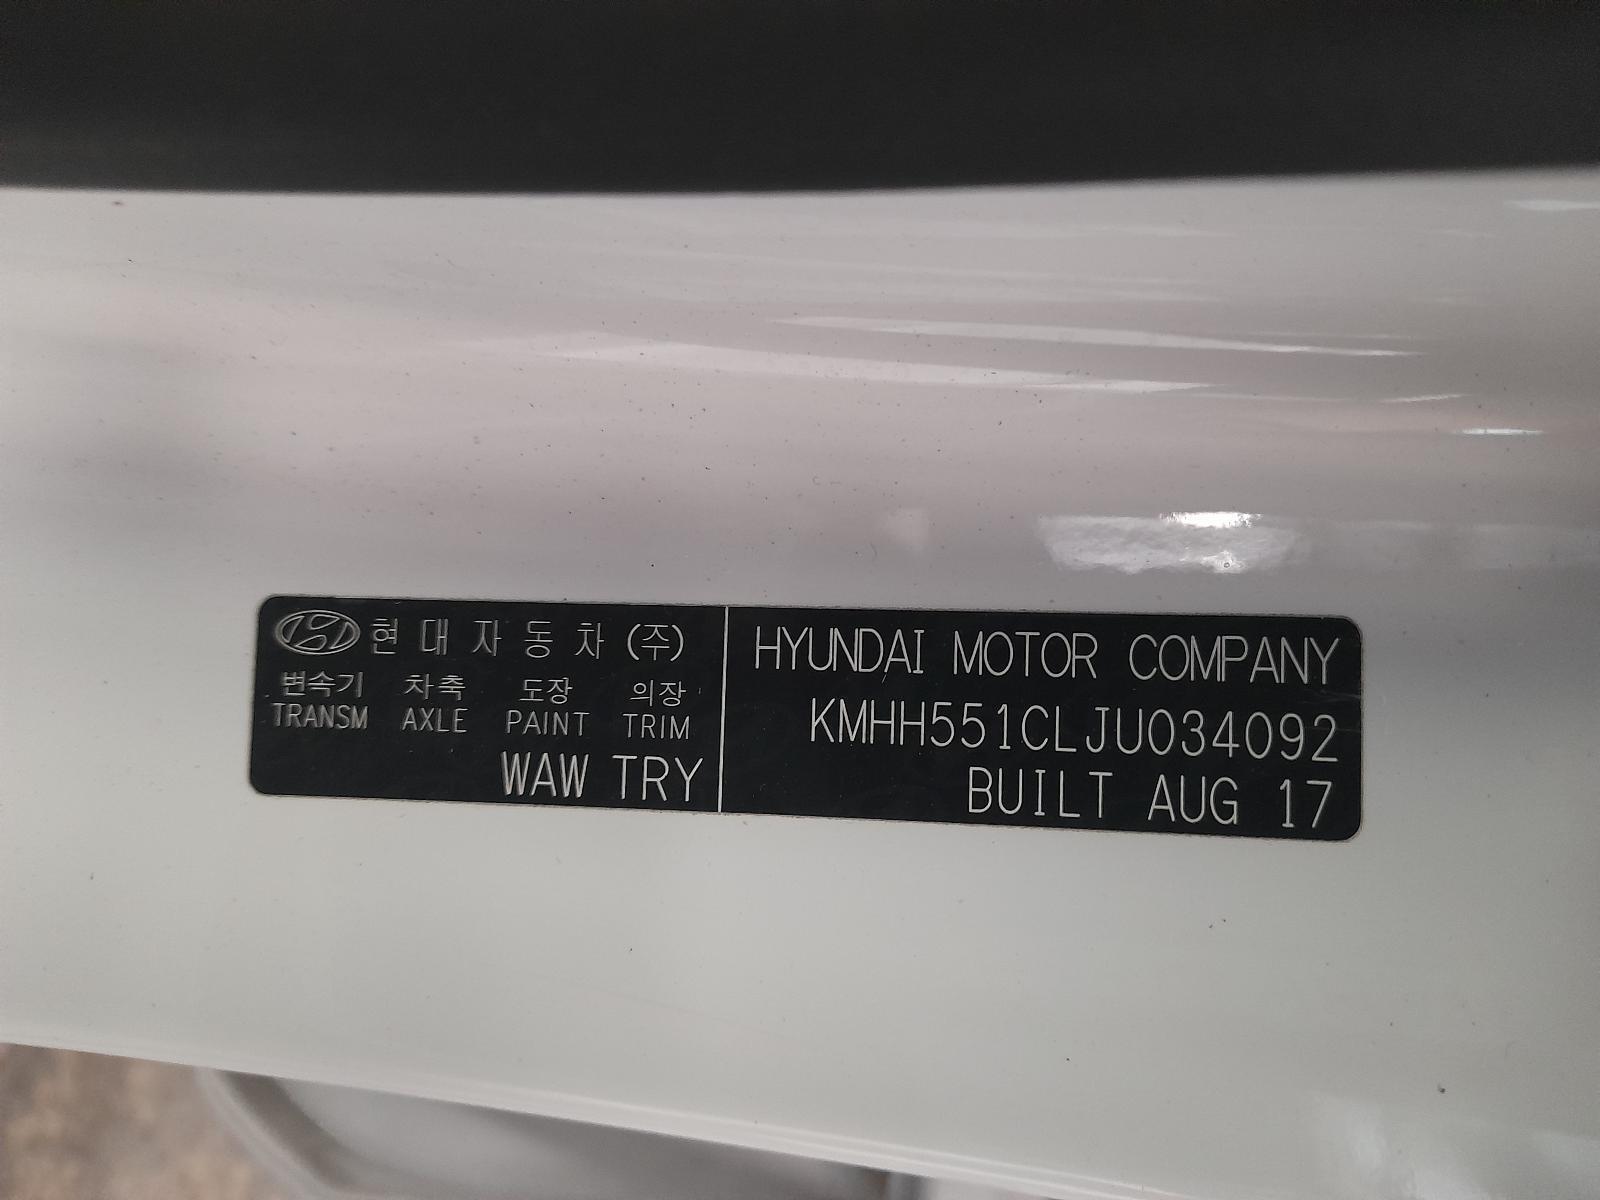 현대자동차(주)
변속기 차축 도장 의장
TRANSM AXLE PAINT TRIM
WAW TRY
HYUNDAI MOTOR COMPANY
KMHH551CLJU034092
BUILT AUG 17